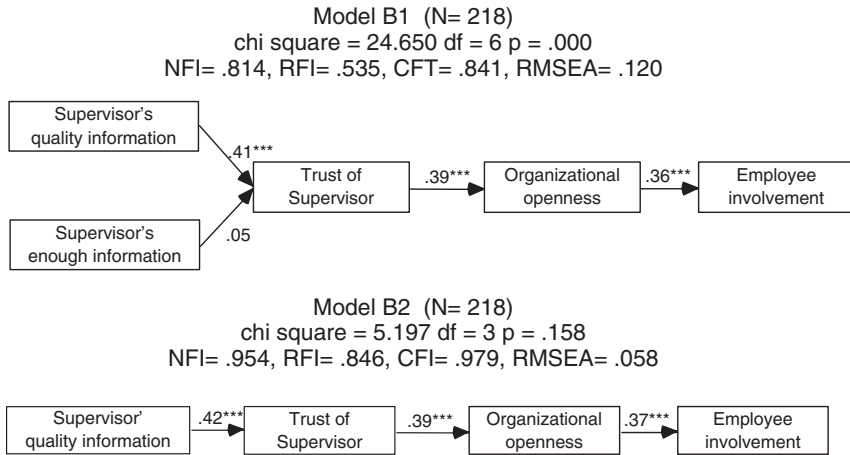 Model B1 (N= 218)
chi square = 24.650 df = 6 p = .000
NFI= .814, RFI= .535, CFT= .841, RMSEA= .120
Supervisor's
quality information
.41***
Trust of
Supervisor
.39***
Organizational
openness
.36***
Employee
involvement
Supervisor's
enough information
.05
Model B2 (N= 218)
chi square = 5.197 df = 3 p = .158
NFI= .954, RFI= .846, CFI= .979, RMSEA= .058
Supervisor'
quality information
.42***
Trust of
Supervisor
.39***
Organizational
openness
.37***
Employee
involvement